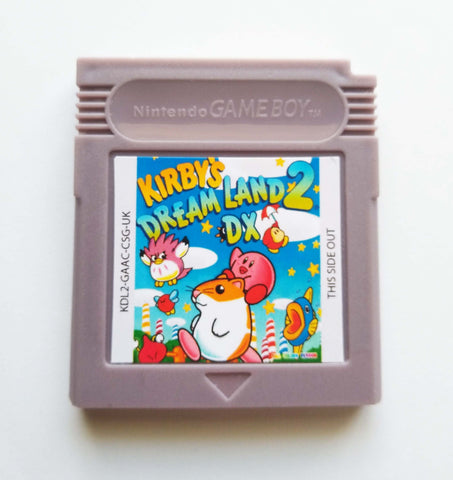 Nintendo GAME BOY TM
KIRBY'S
DREAM LAND 2
DX
KDL2-GAAC-CSG-UK
THIS SIDE OUT